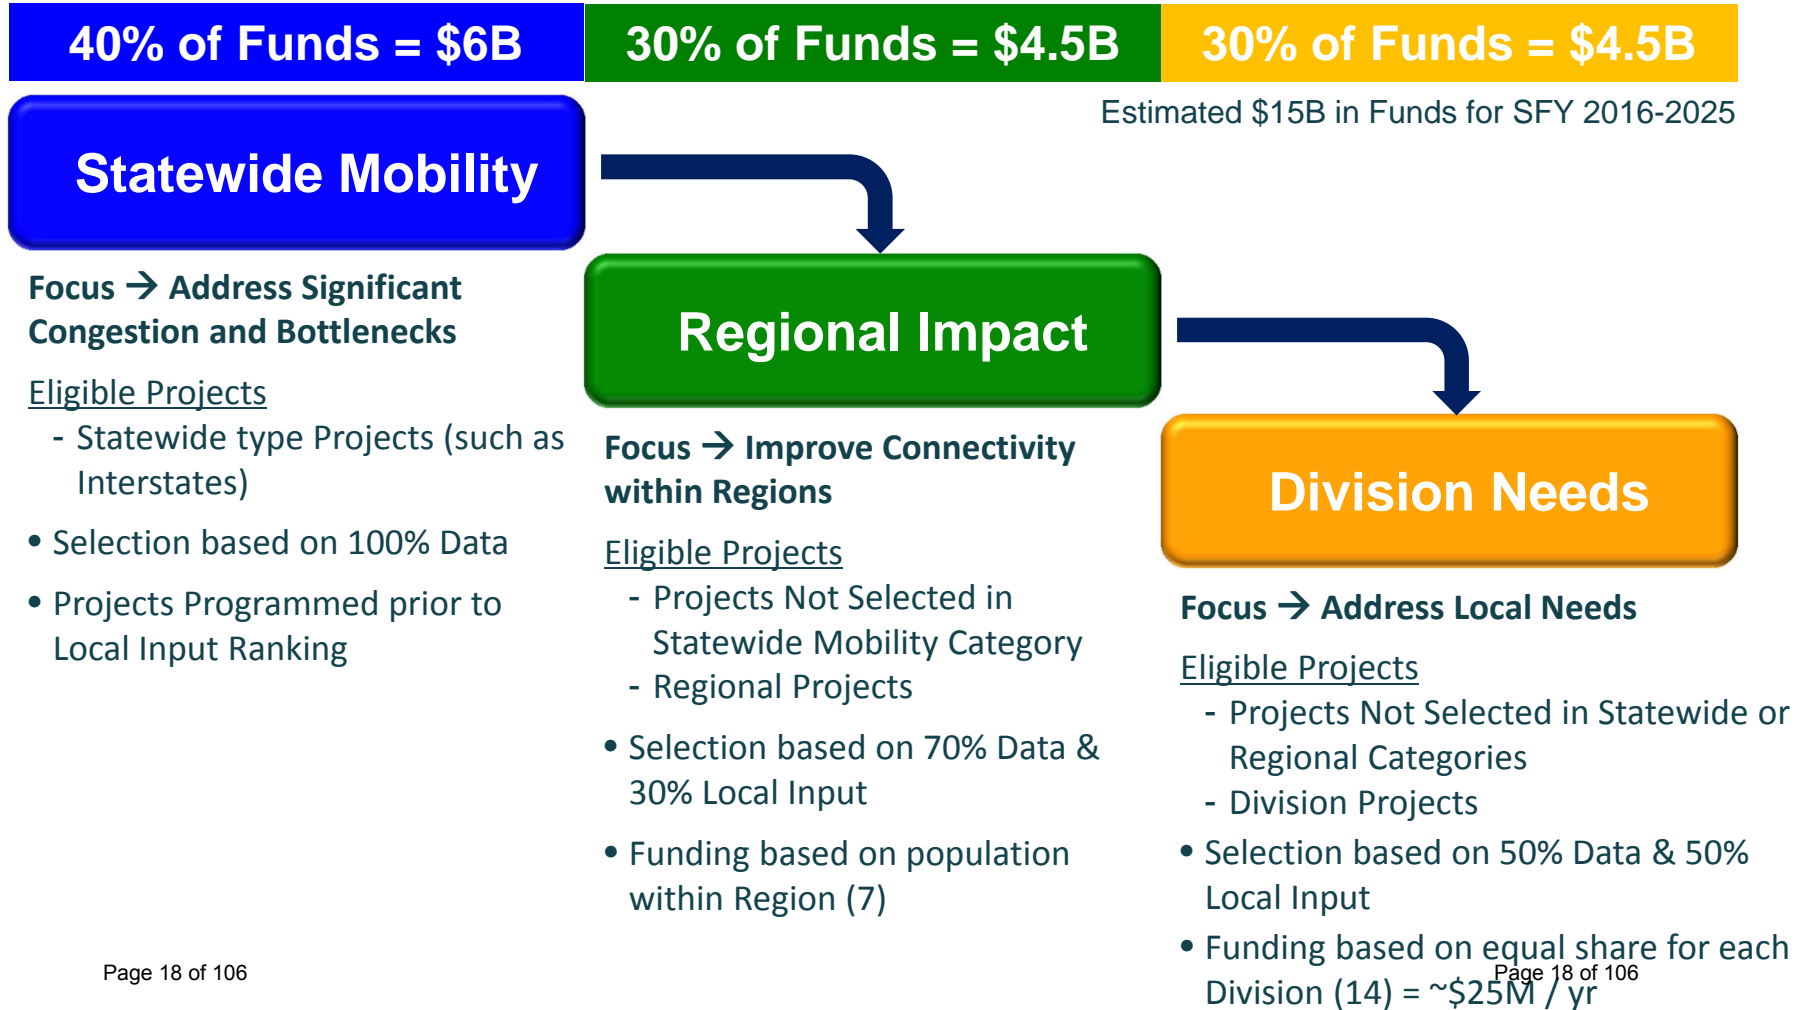 40% of Funds = $6B
30% of Funds = $4.5B
30% of Funds = $4.5B
Estimated $15B in Funds for SFY 2016-2025
Statewide Mobility
Focus → Address Significant
Congestion and Bottlenecks
Eligible Projects
- Statewide type Projects (such as
Interstates)
• Selection based on 100% Data
• Projects Programmed prior to
Local Input Ranking
Regional Impact
Focus → Improve Connectivity
within Regions
Eligible Projects
- Projects Not Selected in
Statewide Mobility Category
- Regional Projects
• Selection based on 70% Data &
30% Local Input
• Funding based on population
within Region (7)
Division Needs
Focus → Address Local Needs
Eligible Projects
- Projects Not Selected in Statewide or
Regional Categories
- Division Projects
• Selection based on 50% Data & 50%
Local Input
• Funding based on equal share for each
Division (14) = ~$25M / yr
Page 18 of 106
Page 18 of 106